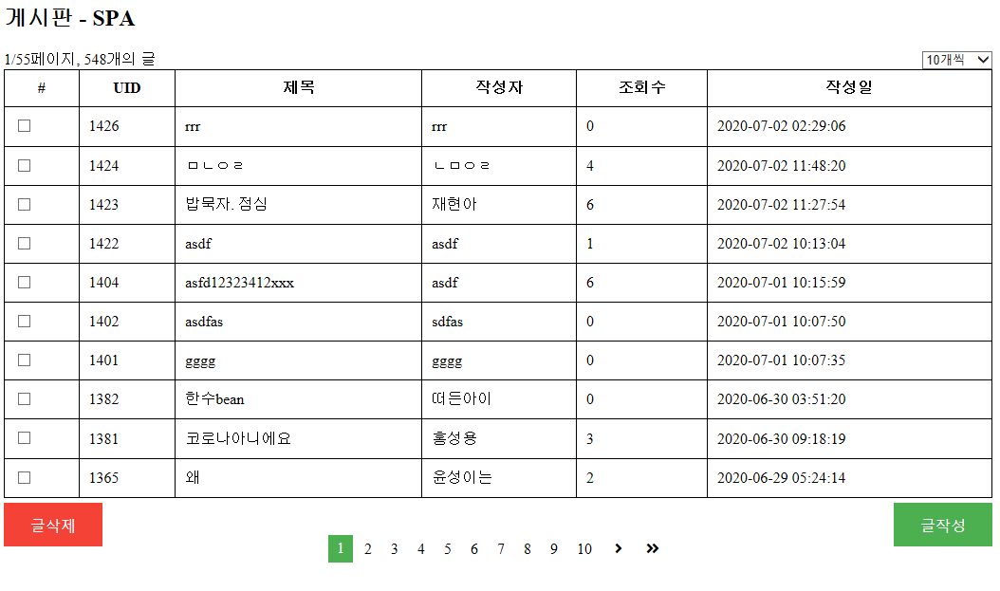 게시판 - SPA
1/55페이지, 548개의 글 10개씩
# UID 제목 작성자 조회수 작성일
1426 rrr rrr 0 2020-07-02 02:29:06
1424 ㅁㄴㅇㄹ ㄴㅁㅇㄹ 4 2020-07-02 11:48:20
1423 밥묵자. 점심 재현아 6 2020-07-02 11:27:54
1422 asdf asdf 1 2020-07-02 10:13:04
1404 asfd12323412xxx asdf 6 2020-07-01 10:15:59
1402 asdfas sdfas 0 2020-07-01 10:07:50
1401 gggg gggg 0 2020-07-01 10:07:35
1382 한수bean 떠든아이 0 2020-06-30 03:51:20
1381 코로나아니에요 홍성용 3 2020-06-30 09:18:19
1365 왜 윤성이는 2 2020-06-29 05:24:14
글삭제 글작성
1 2 3 4 5 6 7 8 9 10